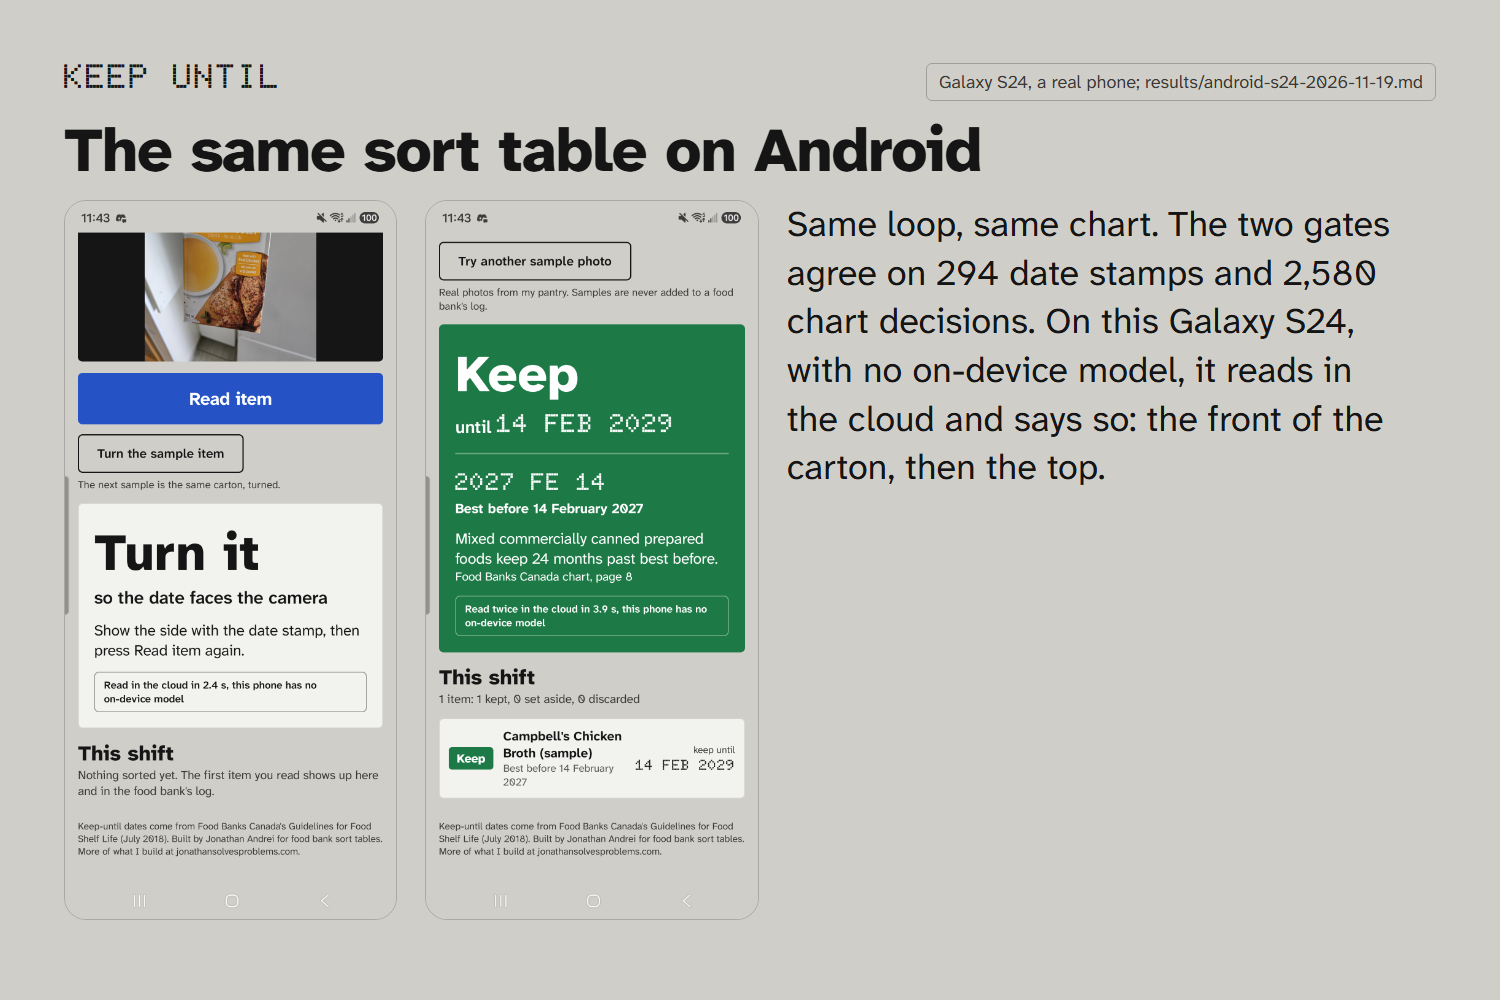 KEEP UNTIL
Galaxy S24, a real phone; results/android-s24-2026-11-19.md
The same sort table on Android
11:43
100
Read item
Turn the sample item
The next sample is the same carton, turned.
Turn it
so the date faces the camera
Show the side with the date stamp, then
press Read item again.
Read in the cloud in 2.4 s, this phone has no
on-device model
This shift
Nothing sorted yet. The first item you read shows up here
and in the food bank's log.
Keep-until dates come from Food Banks Canada's Guidelines for Food
Shelf Life (July 2018). Built by Jonathan Andrei for food bank sort tables.
More of what I build at jonathansolvesproblems.com.
11:43
100
Try another sample photo
Real photos from my pantry. Samples are never added to a food
bank's log.
Keep
until 14 FEB 2029
2027 FE 14
Best before 14 February 2027
Mixed commercially canned prepared
foods keep 24 months past best before.
Food Banks Canada chart, page 8
Read twice in the cloud in 3.9 s, this phone has no
on-device model
This shift
1 item: 1 kept, 0 set aside, 0 discarded
Keep
Campbell's Chicken
Broth (sample)
Best before 14 February
2027
keep until
14 FEB 2029
Keep-until dates come from Food Banks Canada's Guidelines for Food
Shelf Life (July 2018). Built by Jonathan Andrei for food bank sort tables.
More of what I build at jonathansolvesproblems.com.
Same loop, same chart. The two gates
agree on 294 date stamps and 2,580
chart decisions. On this Galaxy S24,
with no on-device model, it reads in
the cloud and says so: the front of the
carton, then the top.